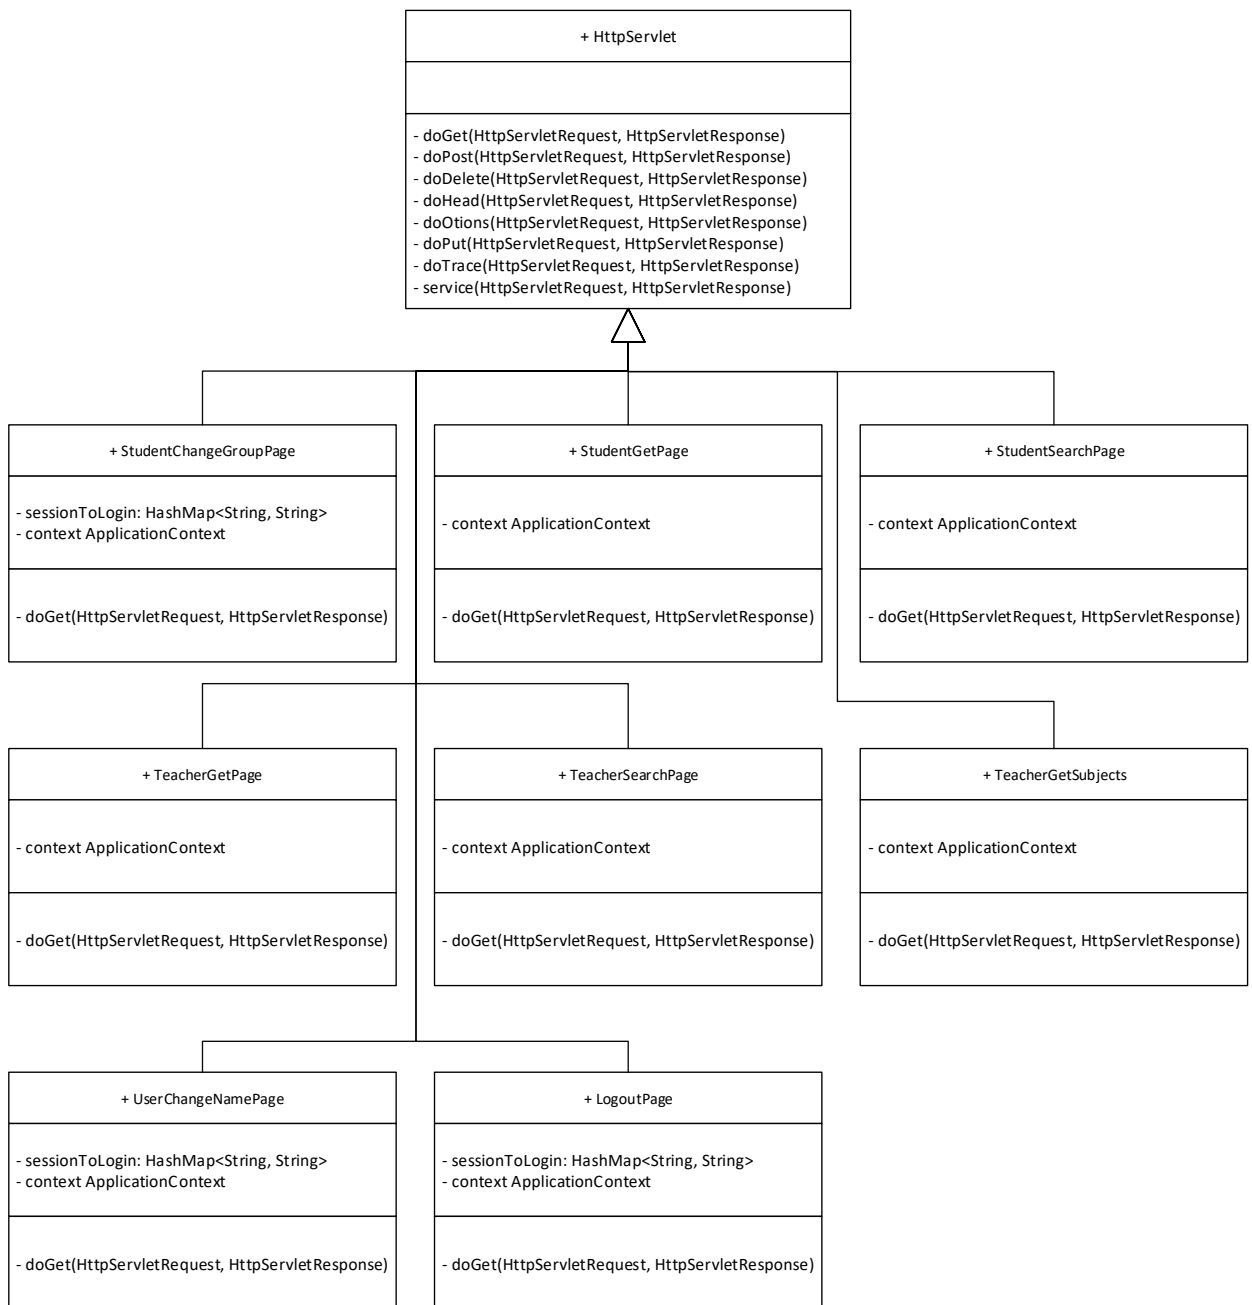 + HttpServlet
- doGet(HttpServletRequest, HttpServletResponse)
- doPost(HttpServletRequest, HttpServletResponse)
- doDelete(HttpServletRequest, HttpServletResponse)
- doHead(HttpServletRequest, HttpServletResponse)
- doOtions(HttpServletRequest, HttpServletResponse)
- doPut(HttpServletRequest, HttpServletResponse)
- doTrace(HttpServletRequest, HttpServletResponse)
- service(HttpServletRequest, HttpServletResponse)
+ StudentChangeGroupPage
- sessionToLogin: HashMap<String, String>
- context ApplicationContext
- doGet(HttpServletRequest, HttpServletResponse)
+ StudentGetPage
- context ApplicationContext
- doGet(HttpServletRequest, HttpServletResponse)
+ StudentSearchPage
- context ApplicationContext
- doGet(HttpServletRequest, HttpServletResponse)
+ TeacherGetPage
- context ApplicationContext
- doGet(HttpServletRequest, HttpServletResponse)
+ TeacherSearchPage
- context ApplicationContext
- doGet(HttpServletRequest, HttpServletResponse)
+ TeacherGetSubjects
- context ApplicationContext
- doGet(HttpServletRequest, HttpServletResponse)
+ UserChangeNamePage
- sessionToLogin: HashMap<String, String>
- context ApplicationContext
- doGet(HttpServletRequest, HttpServletResponse)
+ LogoutPage
- sessionToLogin: HashMap<String, String>
- context ApplicationContext
- doGet(HttpServletRequest, HttpServletResponse)